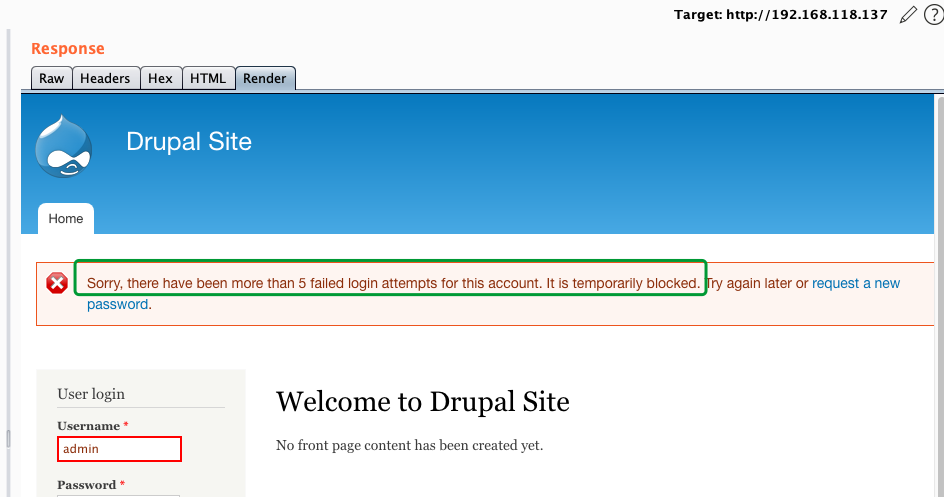 Target: http://192.168.118.137
Response
Raw Headers Hex HTML Render
Drupal Site
Home
Sorry, there have been more than 5 failed login attempts for this account. It is temporarily blocked. Try again later or request a new
password.
User login
Username *
admin
Password *
Welcome to Drupal Site
No front page content has been created yet.